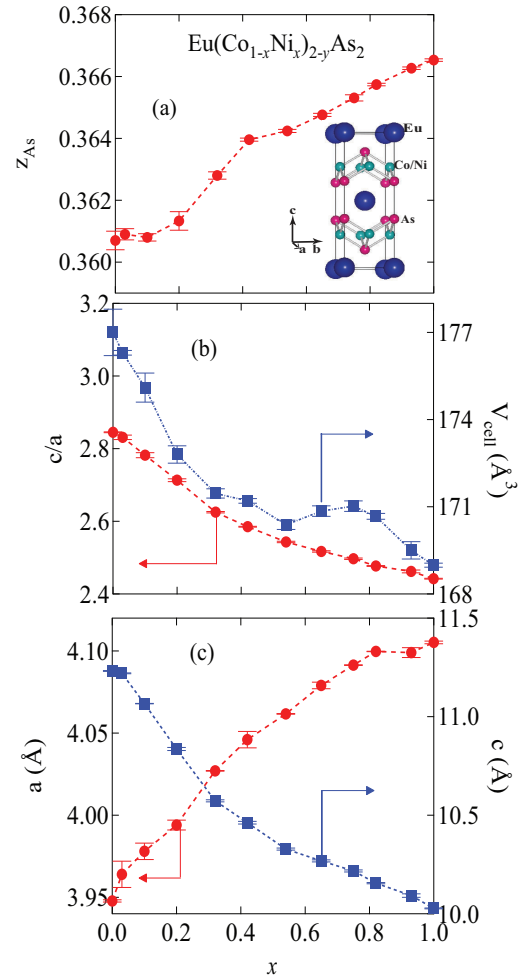 Eu(Co1-xNix)2-yAs2
(a)
0.366
0.364
0.362
0.360
zAs
Eu
Co/Ni
As
c
a b
(b)
3.2
3.0
2.8
2.6
2.4
c/a
177
174
171
168
Vcell (Å3)
(c)
4.10
4.05
4.00
3.95
a (Å)
11.5
11.0
10.5
10.0
c (Å)
0.0 0.2 0.4 0.6 0.8 1.0
x